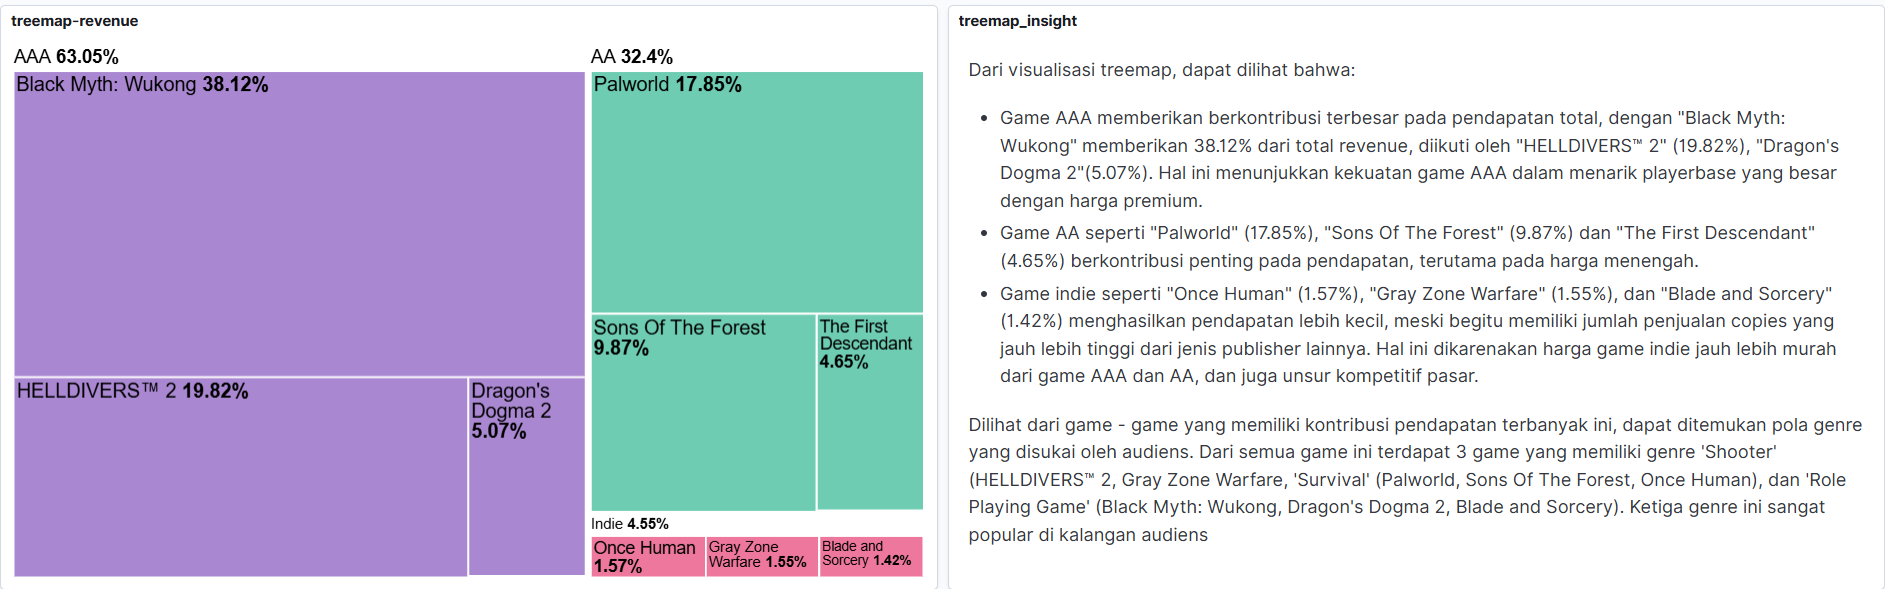 treemap-revenue
AAA 63.05%
Black Myth: Wukong 38.12%
HELLDIVERS™ 2 19.82%
Dragon's
Dogma 2
5.07%
AA 32.4%
Palworld 17.85%
Sons Of The Forest
9.87%
The First
Descendant
4.65%
Indie 4.55%
Once Human
1.57%
Gray Zone
Warfare 1.55%
Blade and
Sorcery 1.42%
treemap_insight
Dari visualisasi treemap, dapat dilihat bahwa:
• Game AAA memberikan berkontribusi terbesar pada pendapatan total, dengan "Black Myth:
Wukong" memberikan 38.12% dari total revenue, diikuti oleh "HELLDIVERS™ 2" (19.82%), "Dragon's
Dogma 2"(5.07%). Hal ini menunjukkan kekuatan game AAA dalam menarik playerbase yang besar
dengan harga premium.
• Game AA seperti "Palworld" (17.85%), "Sons Of The Forest" (9.87%) dan "The First Descendant"
(4.65%) berkontribusi penting pada pendapatan, terutama pada harga menengah.
• Game indie seperti "Once Human" (1.57%), "Gray Zone Warfare" (1.55%), dan "Blade and Sorcery"
(1.42%) menghasilkan pendapatan lebih kecil, meski begitu memiliki jumlah penjualan copies yang
jauh lebih tinggi dari jenis publisher lainnya. Hal ini dikarenakan harga game indie jauh lebih murah
dari game AAA dan AA, dan juga unsur kompetitif pasar.
Dilihat dari game - game yang memiliki kontribusi pendapatan terbanyak ini, dapat ditemukan pola genre
yang disukai oleh audiens. Dari semua game ini terdapat 3 game yang memiliki genre 'Shooter'
(HELLDIVERS™ 2, Gray Zone Warfare, 'Survival' (Palworld, Sons Of The Forest, Once Human), dan 'Role
Playing Game' (Black Myth: Wukong, Dragon's Dogma 2, Blade and Sorcery). Ketiga genre ini sangat
popular di kalangan audiens